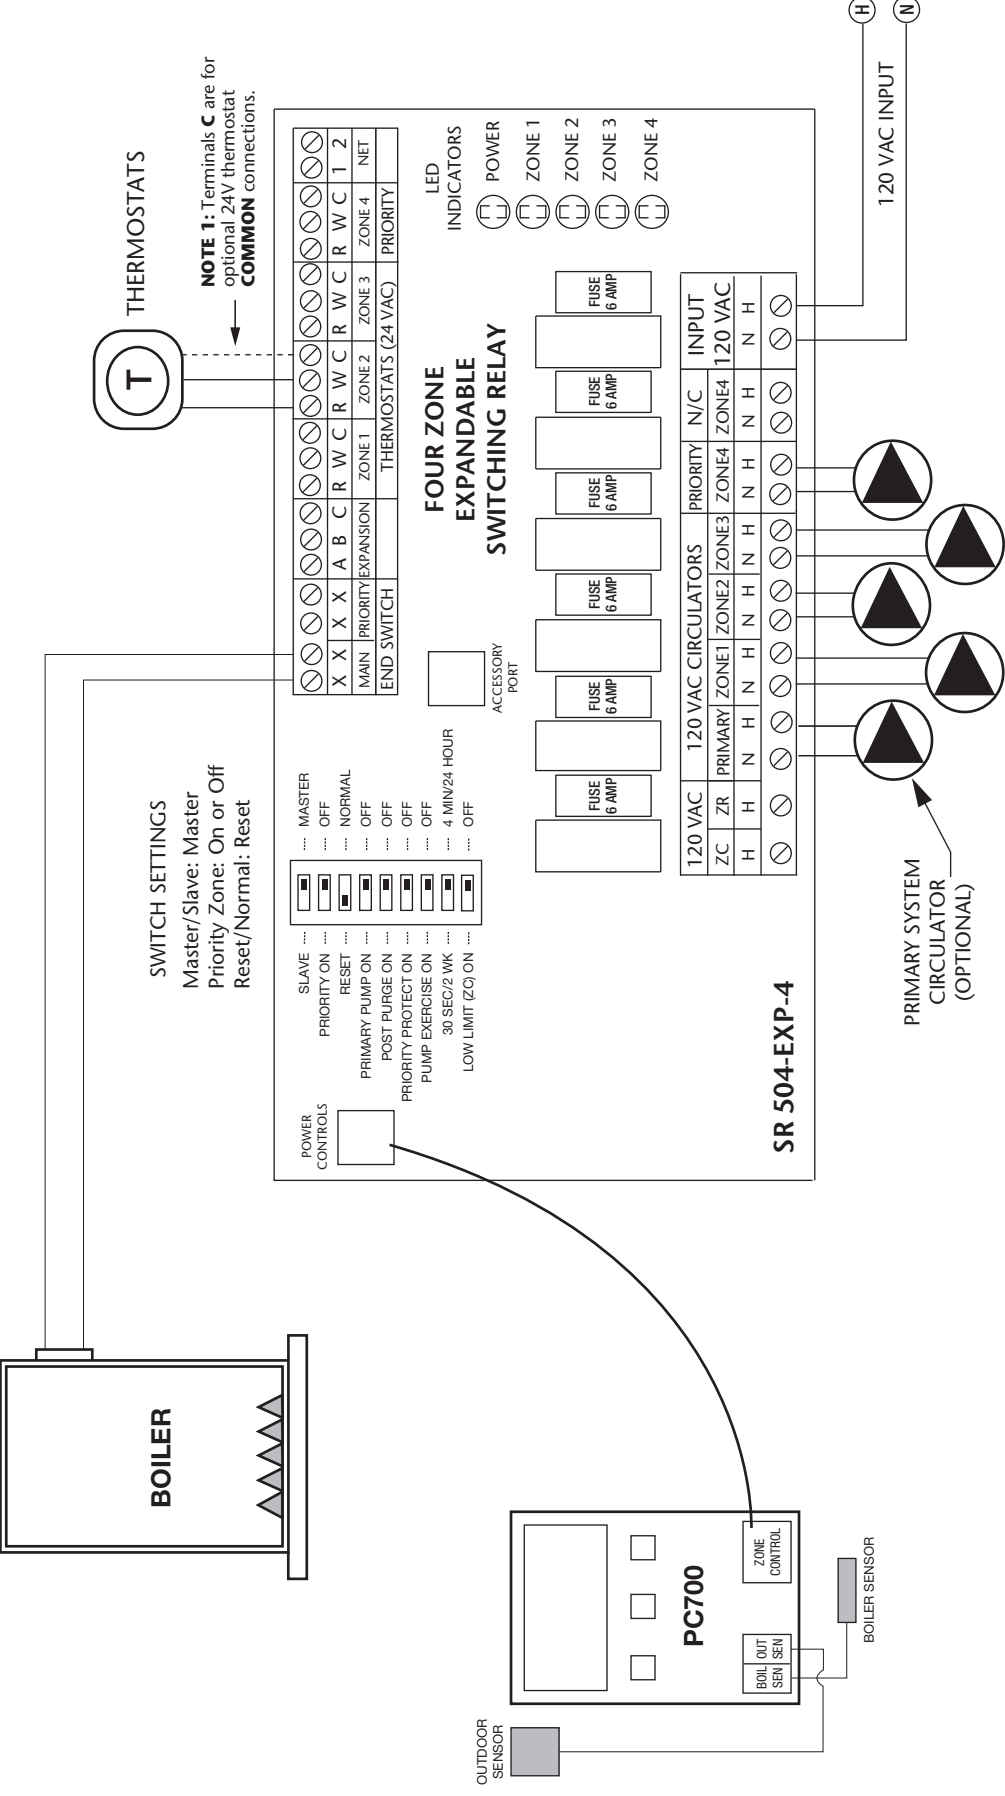 THERMOSTATS
T
NOTE 1: Terminals C are for
optional 24V thermostat
COMMON connections.
BOILER
SWITCH SETTINGS
Master/Slave: Master
Priority Zone: On or Off
Reset/Normal: Reset
X X X X A B C R W C R W C R W C R W C 1 2
MAIN PRIORITY EXPANSION ZONE 1 ZONE 2 ZONE 3 ZONE 4 NET
END SWITCH THERMOSTATS (24 VAC) PRIORITY
POWER
CONTROLS
SLAVE ---- ---- MASTER
PRIORITY ON ---- ---- OFF
RESET ---- ---- NORMAL
PRIMARY PUMP ON ---- ---- OFF
POST PURGE ON ---- ---- OFF
PRIORITY PROTECT ON ---- ---- OFF
PUMP EXERCISE ON ---- ---- OFF
30 SEC/2 WK ---- ---- 4 MIN/24 HOUR
LOW LIMIT (ZC) ON ---- ---- OFF
ACCESSORY
PORT
FOUR ZONE
EXPANDABLE
SWITCHING RELAY
LED
INDICATORS
POWER
ZONE 1
ZONE 2
ZONE 3
ZONE 4
FUSE
6 AMP
FUSE
6 AMP
FUSE
6 AMP
FUSE
6 AMP
FUSE
6 AMP
FUSE
6 AMP
SR 504-EXP-4
120 VAC 120 VAC CIRCULATORS PRIORITY N/C INPUT
120 VAC
ZC ZR PRIMARY ZONE1 ZONE2 ZONE3 ZONE4 ZONE4
H H N H N H N H N H N H N H N H
120 VAC INPUT
H
N
PRIMARY SYSTEM
CIRCULATOR
(OPTIONAL)
OUTDOOR
SENSOR
PC700
BOIL
SEN
OUT
SEN
ZONE
CONTROL
BOILER SENSOR